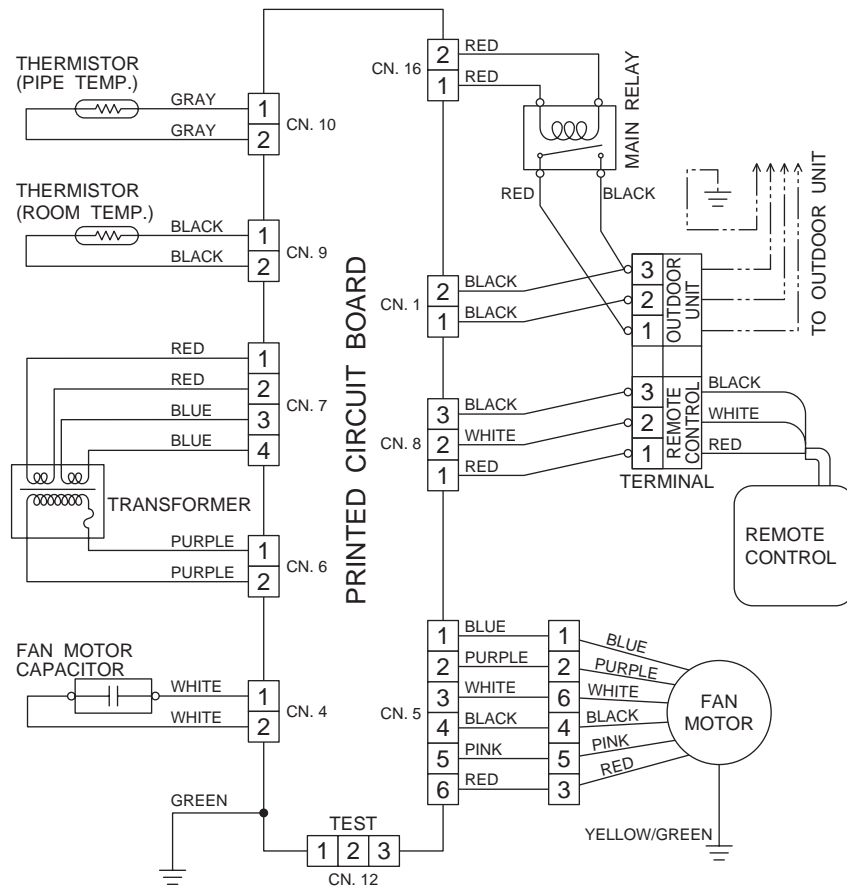 THERMISTOR
(PIPE TEMP.)
GRAY
GRAY
1
2
CN. 10
THERMISTOR
(ROOM TEMP.)
BLACK
BLACK
1
2
CN. 9
RED
RED
BLUE
BLUE
1
2
3
4
CN. 7
TRANSFORMER
PURPLE
PURPLE
1
2
CN. 6
FAN MOTOR
CAPACITOR
WHITE
WHITE
1
2
CN. 4
GREEN
TEST
1 2 3
CN. 12
PRINTED CIRCUIT BOARD
CN. 16
2
1
RED
RED
MAIN RELAY
RED
BLACK
CN. 1
2
1
BLACK
BLACK
3
2
1
OUTDOOR
UNIT
TO OUTDOOR UNIT
CN. 8
3
2
1
BLACK
WHITE
RED
3
2
1
REMOTE
CONTROL
TERMINAL
BLACK
WHITE
RED
REMOTE
CONTROL
CN. 5
1
2
3
4
5
6
BLUE
PURPLE
WHITE
BLACK
PINK
RED
1
2
6
4
5
3
BLUE
PURPLE
WHITE
BLACK
PINK
RED
FAN
MOTOR
YELLOW/GREEN